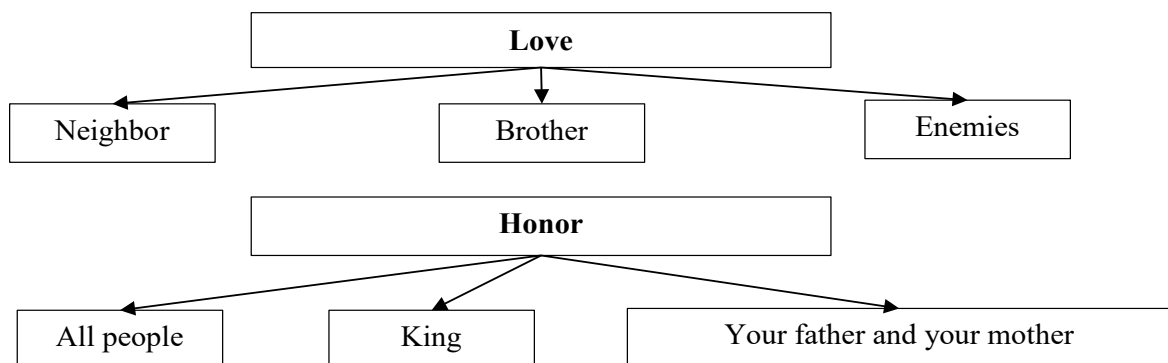 Love
Neighbor
Brother
Enemies
Honor
All people
King
Your father and your mother